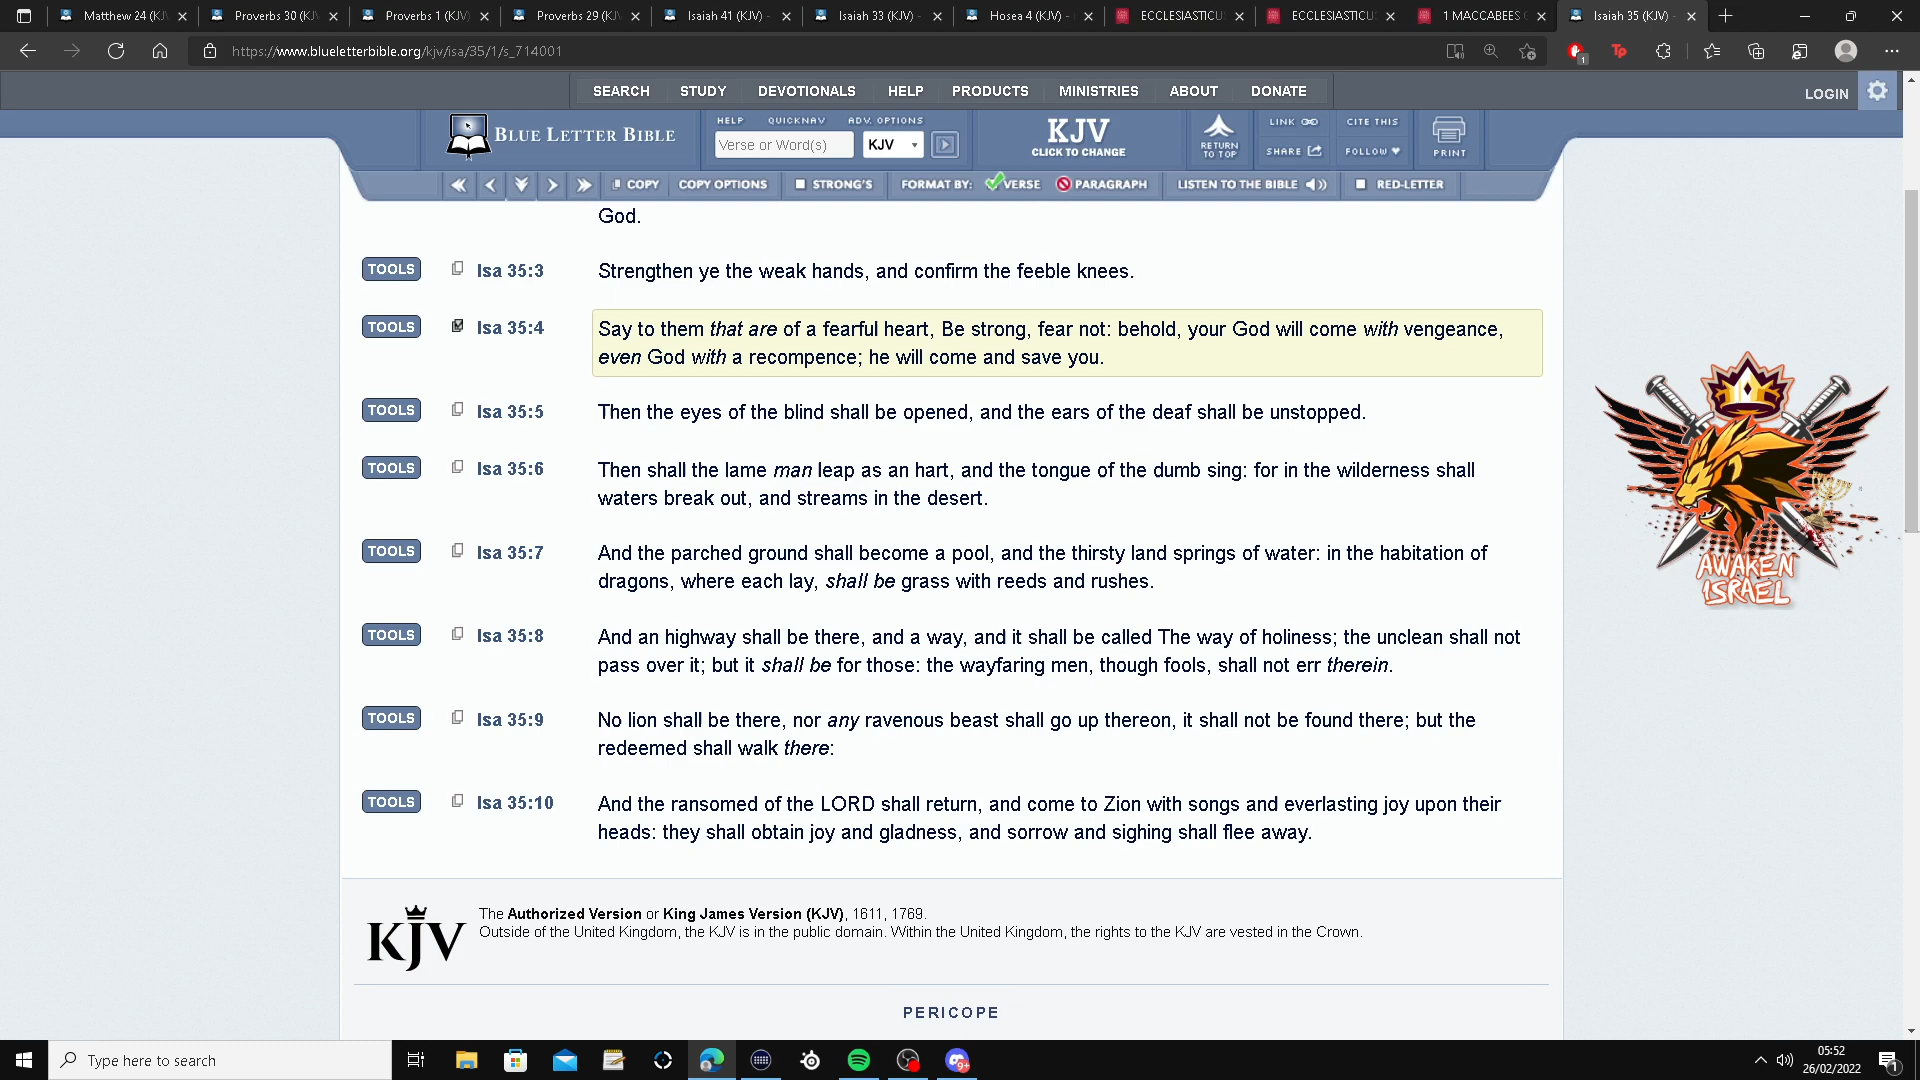 Matthew 24 (KJ
Proverbs 30 (KJV
Proverbs 1 (KJV)
Proverbs 29 (KJ
Isaiah 41 (KJV) -
Isaiah 33 (KJV) -
Hosea 4 (KJV) -
ECCLESIASTICU
ECCLESIASTICU
1 MACCABEES
Isaiah 35 (KJV) -
https://www.blueletterbible.org/kjv/isa/35/1/s_714001
1
SEARCH STUDY DEVOTIONALS HELP PRODUCTS MINISTRIES ABOUT DONATE
LOGIN
BLUE LETTER BIBLE
HELP QUICKNAV ADV. OPTIONS
Verse or Word(s)
KJV
KJV
CLICK TO CHANGE
RETURN
TO TOP
LINK
CITE THIS
SHARE
FOLLOW
PRINT
COPY COPY OPTIONS STRONG'S FORMAT BY: VERSE PARAGRAPH LISTEN TO THE BIBLE RED-LETTER
God.
TOOLS Isa 35:3 Strengthen ye the weak hands, and confirm the feeble knees.
TOOLS Isa 35:4 Say to them that are of a fearful heart, Be strong, fear not: behold, your God will come with vengeance,
even God with a recompence; he will come and save you.
TOOLS Isa 35:5 Then the eyes of the blind shall be opened, and the ears of the deaf shall be unstopped.
TOOLS Isa 35:6 Then shall the lame man leap as an hart, and the tongue of the dumb sing: for in the wilderness shall
waters break out, and streams in the desert.
TOOLS Isa 35:7 And the parched ground shall become a pool, and the thirsty land springs of water: in the habitation of
dragons, where each lay, shall be grass with reeds and rushes.
TOOLS Isa 35:8 And an highway shall be there, and a way, and it shall be called The way of holiness; the unclean shall not
pass over it; but it shall be for those: the wayfaring men, though fools, shall not err therein.
TOOLS Isa 35:9 No lion shall be there, nor any ravenous beast shall go up thereon, it shall not be found there; but the
redeemed shall walk there:
TOOLS Isa 35:10 And the ransomed of the LORD shall return, and come to Zion with songs and everlasting joy upon their
heads: they shall obtain joy and gladness, and sorrow and sighing shall flee away.
AWAKEN
ISRAEL
KJV
The Authorized Version or King James Version (KJV), 1611, 1769.
Outside of the United Kingdom, the KJV is in the public domain. Within the United Kingdom, the rights to the KJV are vested in the Crown.
PERICOPE
Type here to search
9+
05:52
26/02/2022
1